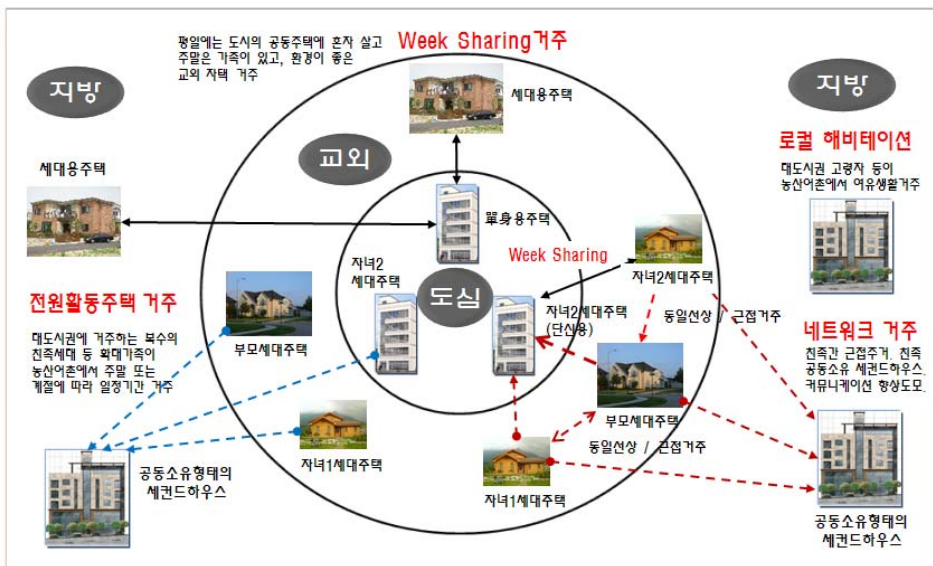 평일에는 도시의 공동주택에 혼자 살고
주말은 가족이 있고, 환경이 좋은
교외 자택 거주
Week Sharing거주
지방
지방
세대용주택
교외
로컬 해비테이션
대도시권 고령자 등이
농산어촌에서 여유생활거주
세대용주택
單身용주택
Week Sharing
자녀2
세대주택
도심
자녀2세대주택
자녀2세대주택
(단신용)
동일선상 / 근접거주
전원활동주택 거주
대도시권에 거주하는 복수의
친족세대 등 확대가족이
농산어촌에서 주말 또는
계절에 따라 일정기간 거주
부모세대주택
네트워크 거주
친족간 근접주거. 친족
공동소유 세컨드하우스.
커뮤니케이션 향상도모.
부모세대주택
동일선상 / 근접거주
자녀1세대주택
자녀1세대주택
공동소유형태의
세컨드하우스
공동소유형태의
세컨드하우스